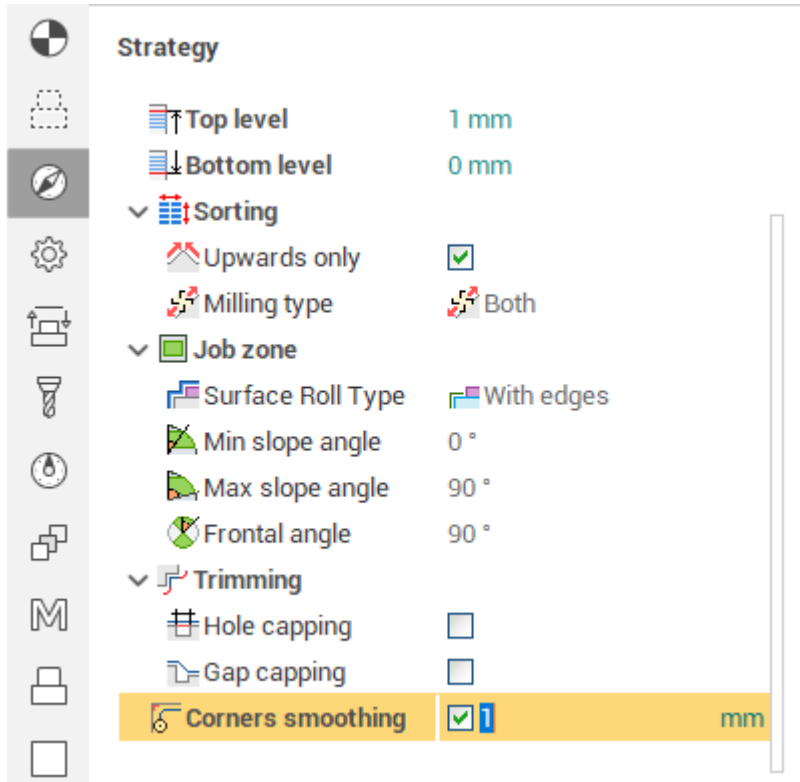 Strategy
Top level 1 mm
Bottom level 0 mm
Sorting
Upwards only
Milling type Both
Job zone
Surface Roll Type With edges
Min slope angle 0 °
Max slope angle 90 °
Frontal angle 90 °
Trimming
Hole capping
Gap capping
Corners smoothing 1 mm
M